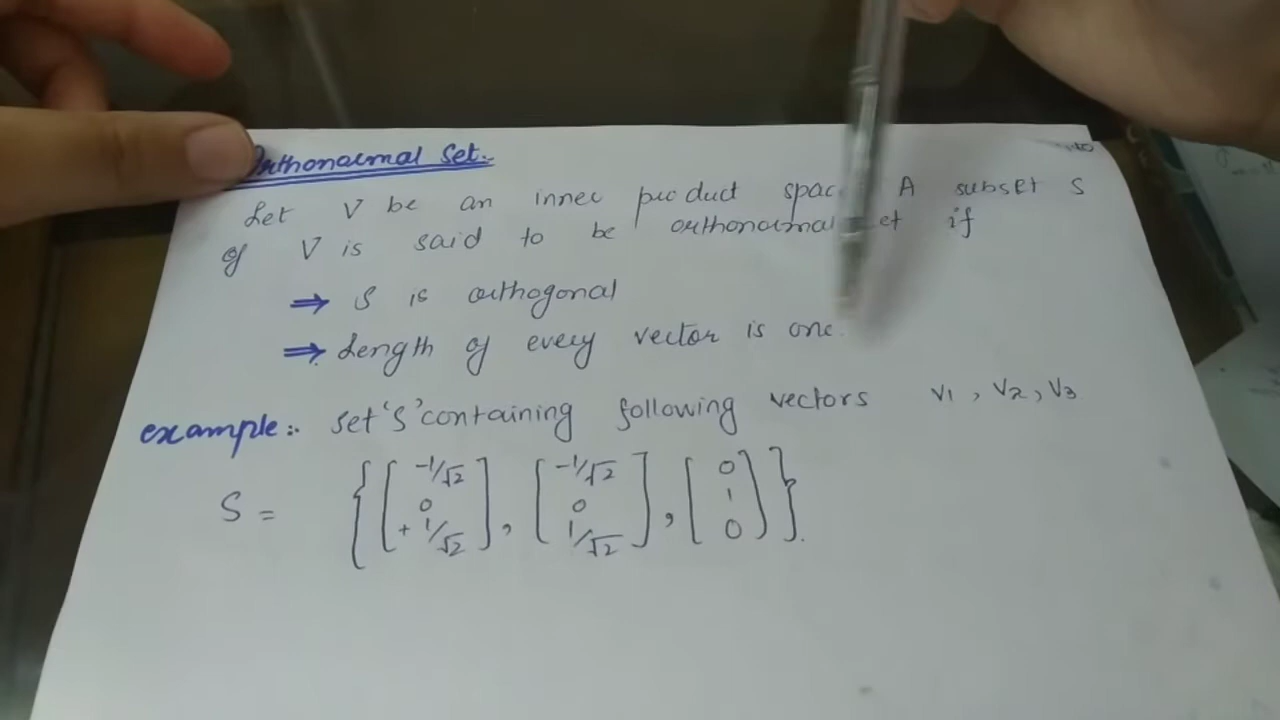 Orthonormal Set:
Let V be an inner product space A subset S
of V is said to be orthonormal set if
⇒ S is orthogonal
⇒ Length of every vector is one.
example:. set 'S' containing following vectors V1, V2, V3
S = {[-1/√2 0 +1/√2], [-1/√2 0 1/√2], [0 1 0]}.